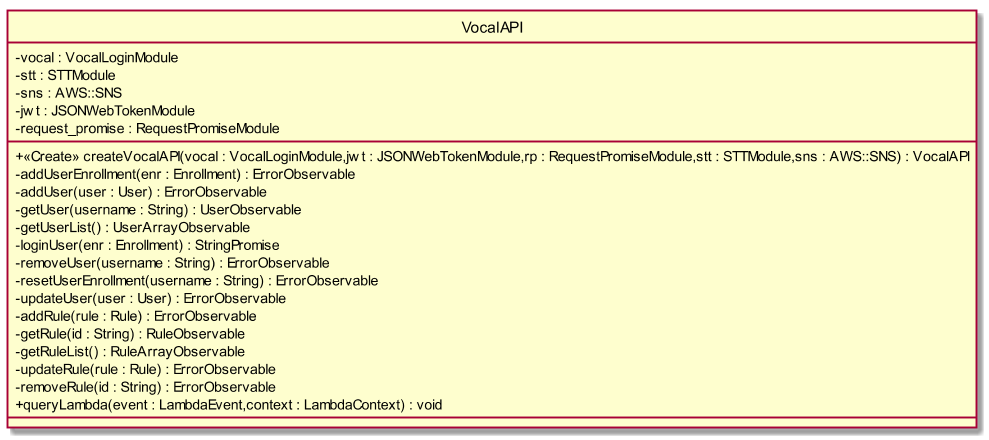 VocalAPI
-vocal : VocalLoginModule
-stt : STTModule
-sns : AWS::SNS
-jwt : JSONWebTokenModule
-request_promise : RequestPromiseModule
+«Create» createVocalAPI(vocal : VocalLoginModule,jwt : JSONWebTokenModule,rp : RequestPromiseModule,stt : STTModule,sns : AWS::SNS) : VocalAPI
-addUserEnrollment(enr : Enrollment) : ErrorObservable
-addUser(user : User) : ErrorObservable
-getUser(username : String) : UserObservable
-getUserList() : UserArrayObservable
-loginUser(enr : Enrollment) : StringPromise
-removeUser(username : String) : ErrorObservable
-resetUserEnrollment(username : String) : ErrorObservable
-updateUser(user : User) : ErrorObservable
-addRule(rule : Rule) : ErrorObservable
-getRule(id : String) : RuleObservable
-getRuleList() : RuleArrayObservable
-updateRule(rule : Rule) : ErrorObservable
-removeRule(id : String) : ErrorObservable
+queryLambda(event : LambdaEvent,context : LambdaContext) : void